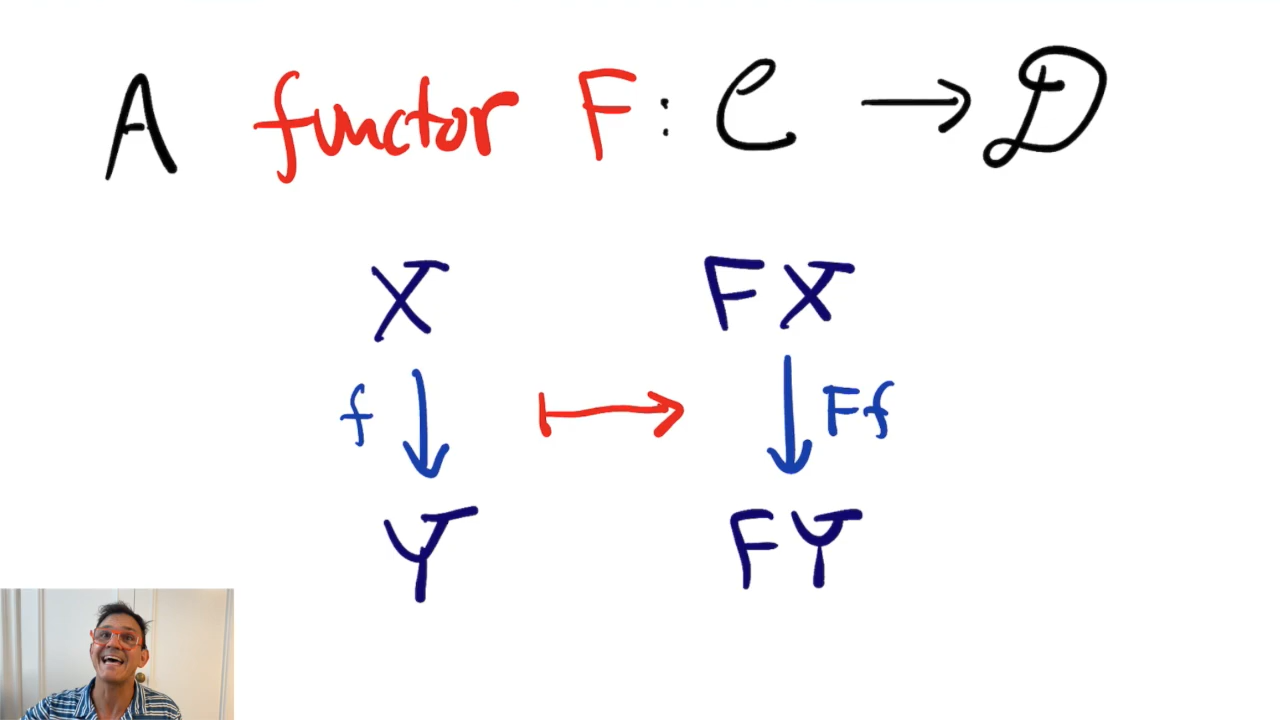 A functor F: C → D
X FX
f ↓ ↦ ↓ Ff
Y FY